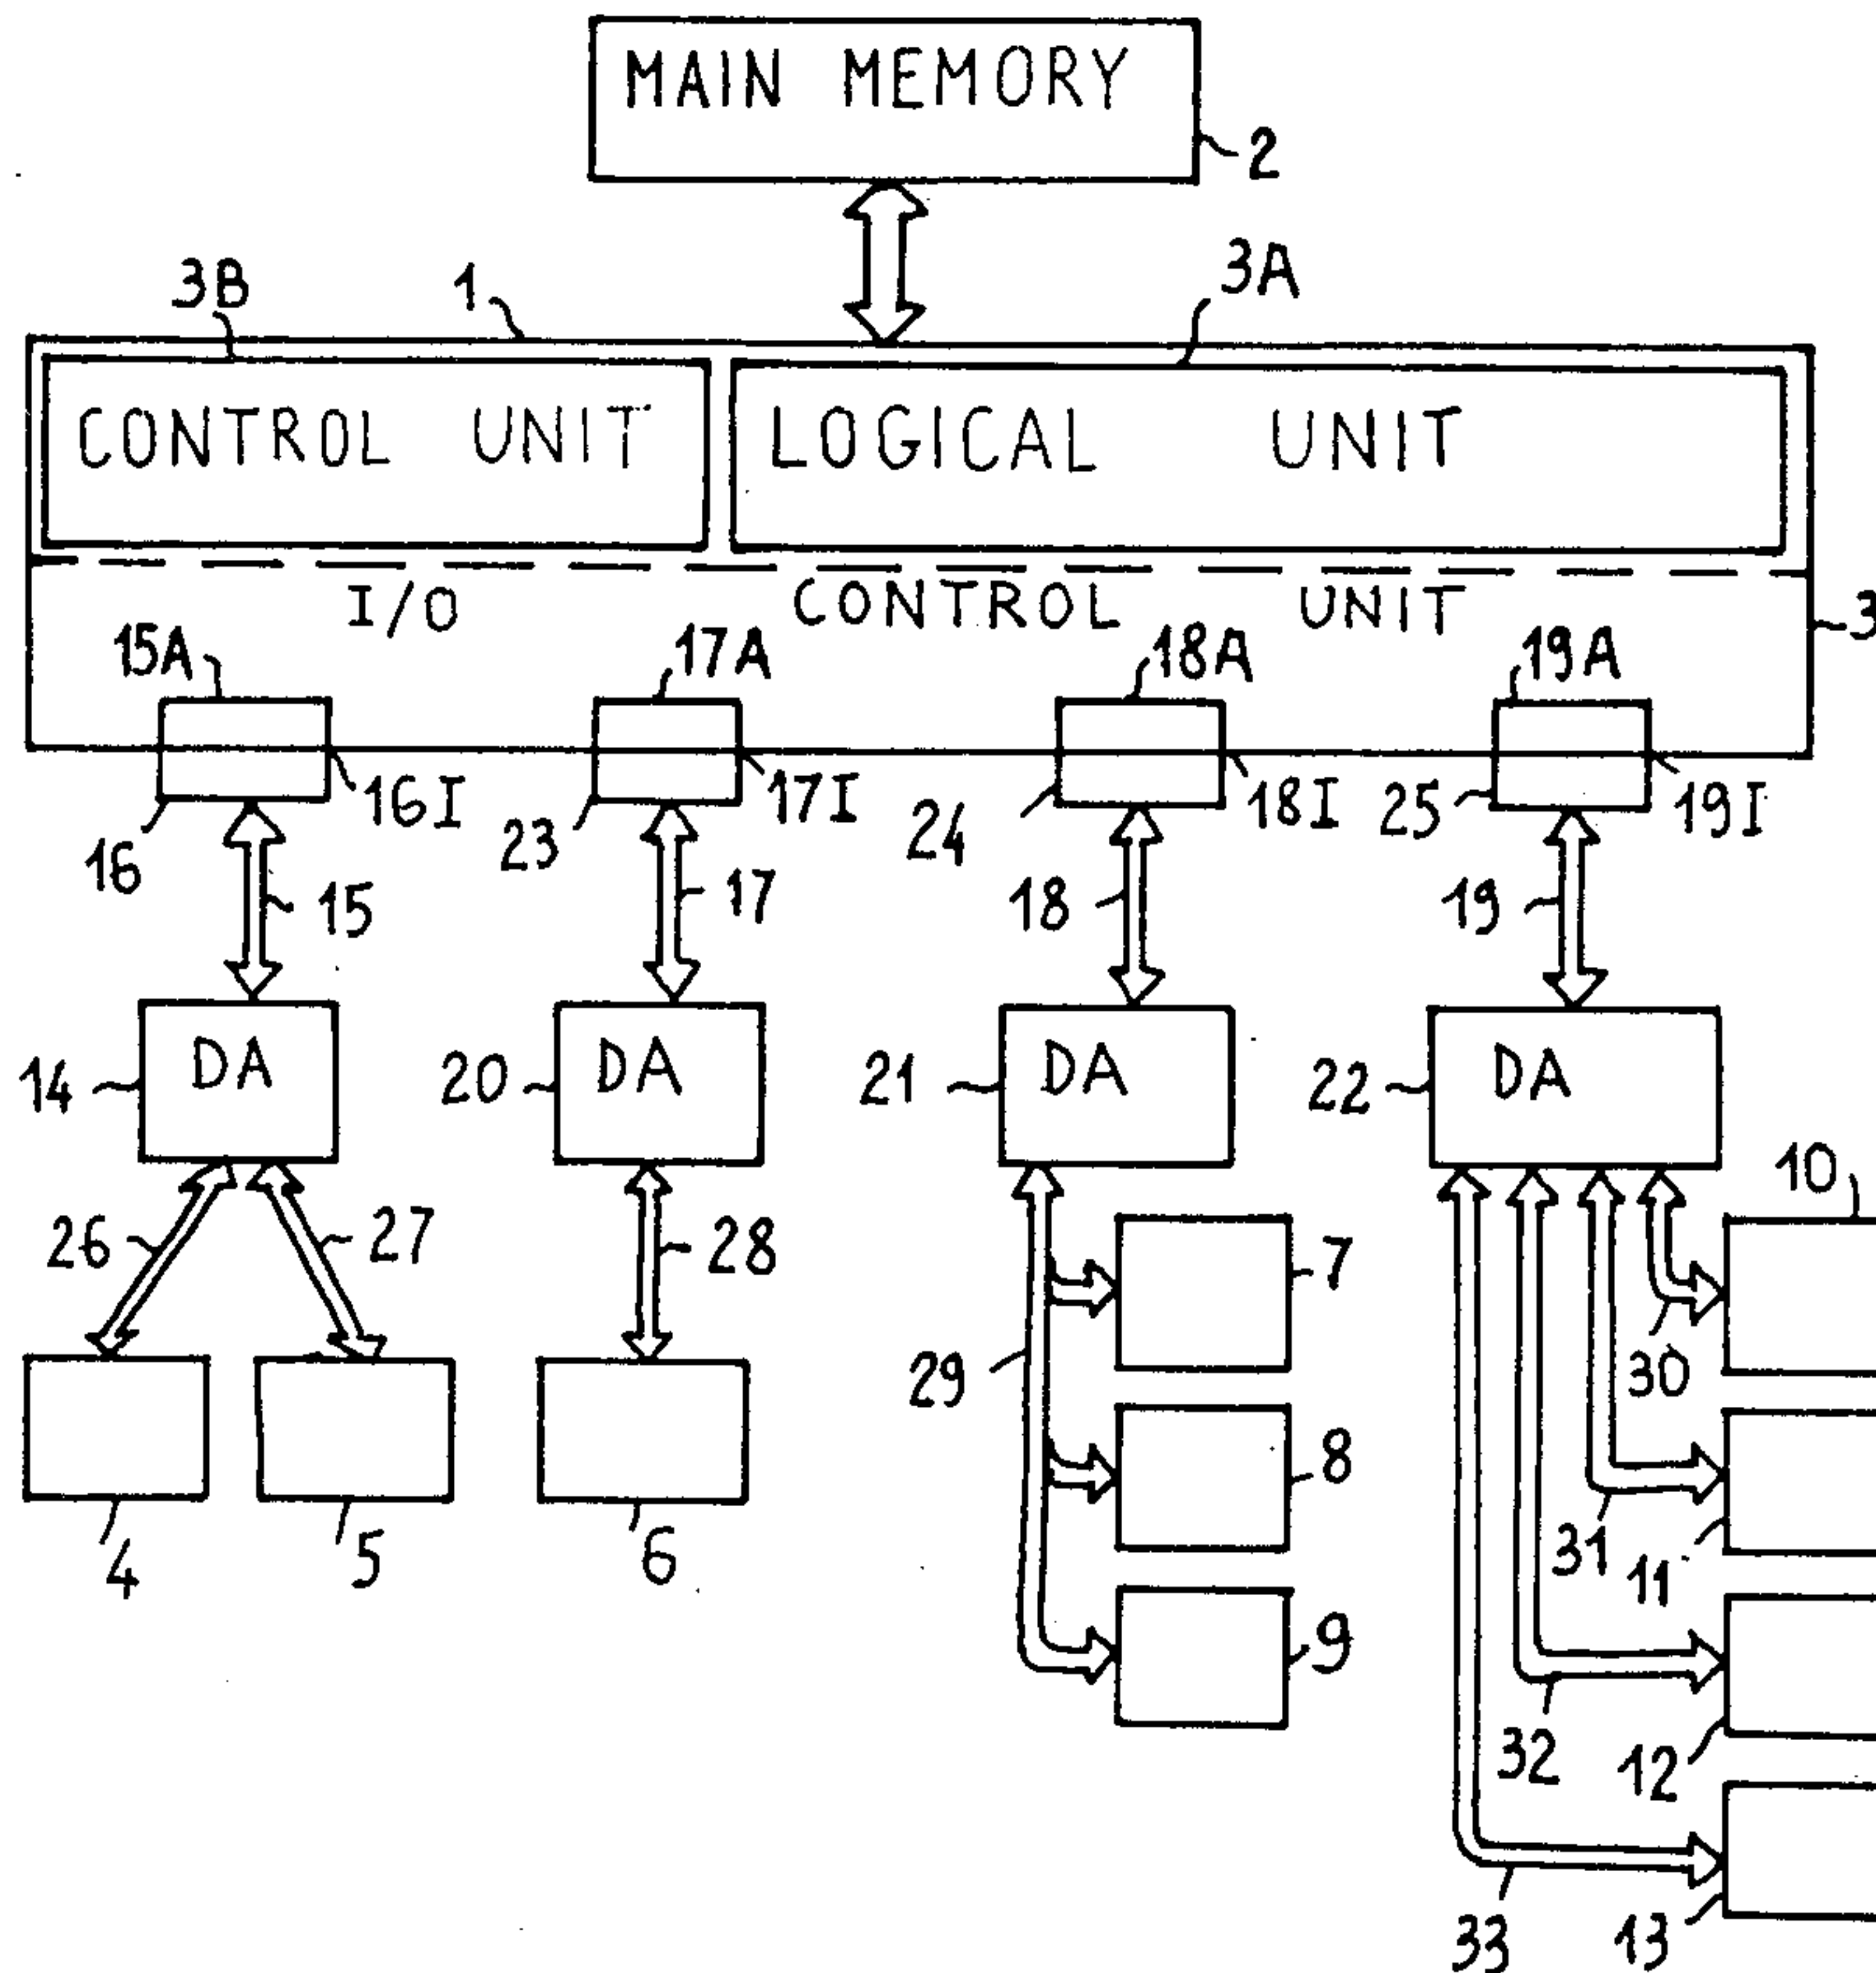 MAIN MEMORY
2
3B 1 3A
CONTROL UNIT LOGICAL UNIT
I/O CONTROL UNIT
3
15A 17A 18A 19A
16 16I 23 17I 24 18I 25 19I
15 17 18 19
14 DA 20 DA 21 DA 22 DA
10
26 27 28 7
29 30
8
4 5 6 31 11
9
32 12
33 13